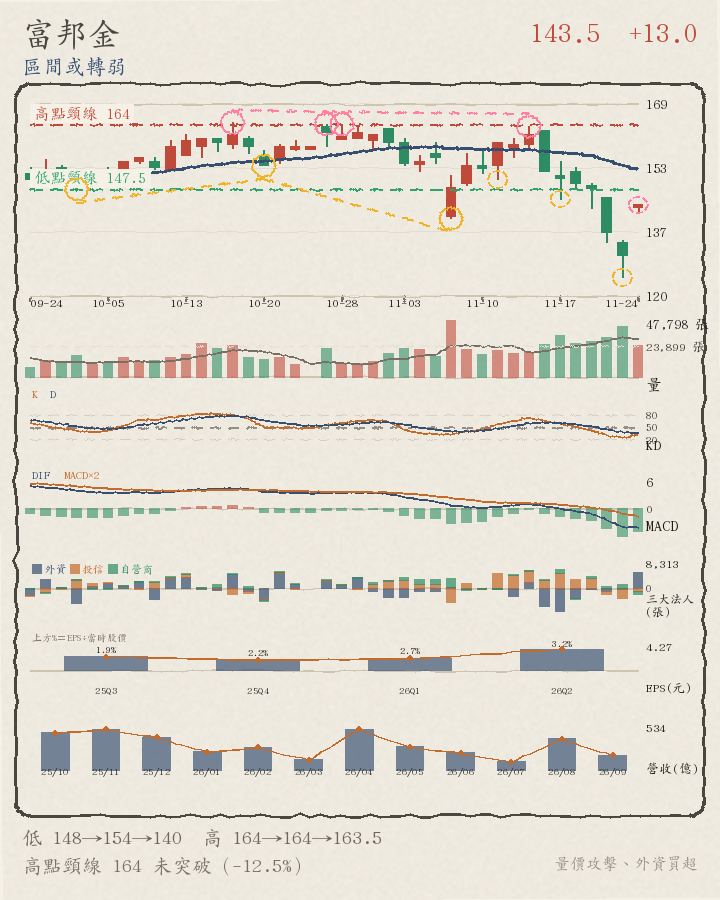 富邦金
143.5 +13.0
區間或轉弱
169
高點頸線 164
153
低點頸線 147.5
137
120
09-24 10-05 10-13 10-20 10-28 11-03 11-10 11-17 11-24
47,798 張
23,899 張
量
K D
80
50
20
KD
DIF MACD×2
6
0
MACD
外資 投信 自營商
8,313
0
三大法人
(張)
上方%=EPS÷當時股價
1.9% 2.2% 2.7% 3.2%
4.27
25Q3 25Q4 26Q1 26Q2
EPS(元)
534
25/10 25/11 25/12 26/01 26/02 26/03 26/04 26/05 26/06 26/07 26/08 26/09
營收(億)
低 148→154→140 高 164→164→163.5
高點頸線 164 未突破 (-12.5%)
量價攻擊、外資買超